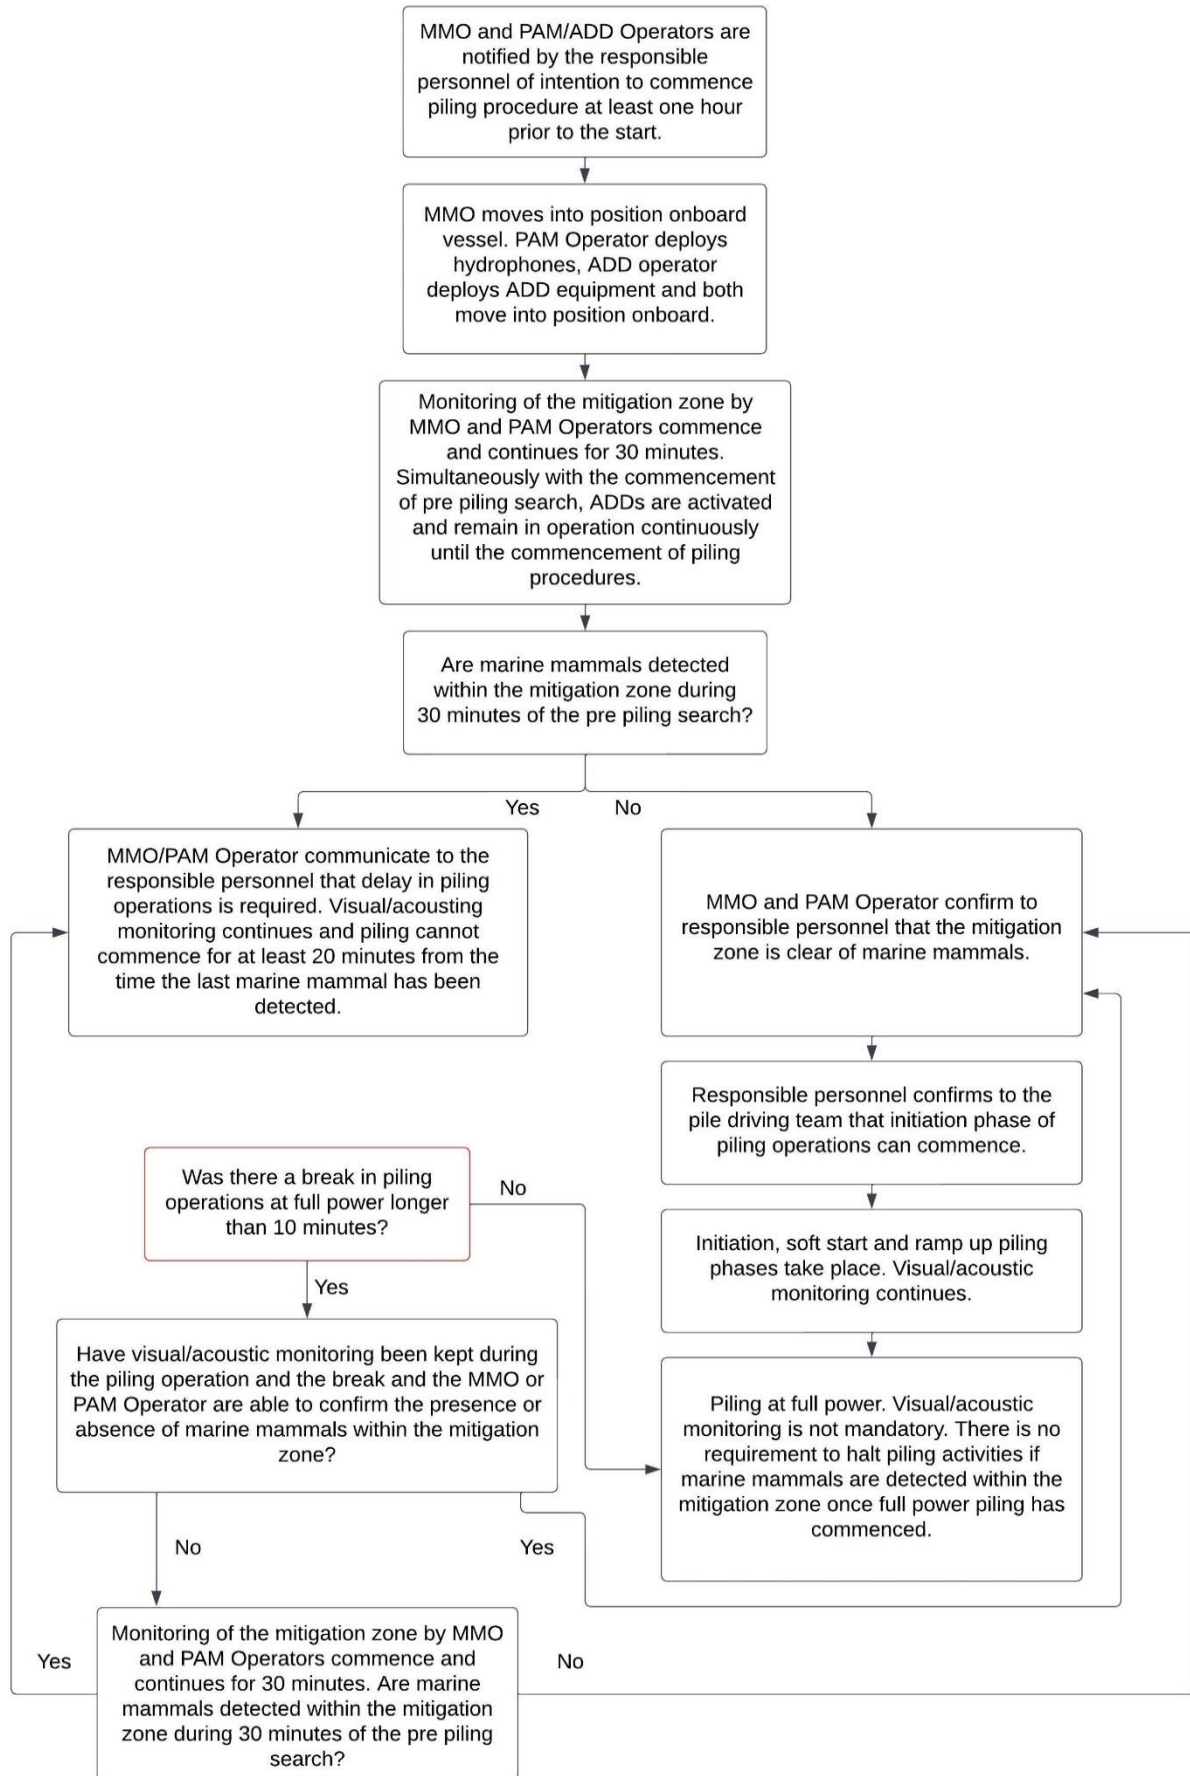 MMO and PAM/ADD Operators are
notified by the responsible
personnel of intention to commence
piling procedure at least one hour
prior to the start.
MMO moves into position onboard
vessel. PAM Operator deploys
hydrophones, ADD operator
deploys ADD equipment and both
move into position onboard.
Monitoring of the mitigation zone by
MMO and PAM Operators commence
and continues for 30 minutes.
Simultaneously with the commencement
of pre piling search, ADDs are activated
and remain in operation continuously
until the commencement of piling
procedures.
Are marine mammals detected
within the mitigation zone during
30 minutes of the pre piling search?
Yes
No
MMO/PAM Operator communicate to the
responsible personnel that delay in piling
operations is required. Visual/acousting
monitoring continues and piling cannot
commence for at least 20 minutes from the
time the last marine mammal has been
detected.
MMO and PAM Operator confirm to
responsible personnel that the mitigation
zone is clear of marine mammals.
Responsible personnel confirms to the
pile driving team that initiation phase of
piling operations can commence.
Initiation, soft start and ramp up piling
phases take place. Visual/acoustic
monitoring continues.
Piling at full power. Visual/acoustic
monitoring is not mandatory. There is no
requirement to halt piling activities if
marine mammals are detected within the
mitigation zone once full power piling has
commenced.
Was there a break in piling
operations at full power longer
than 10 minutes?
No
Yes
Have visual/acoustic monitoring been kept during
the piling operation and the break and the MMO or
PAM Operator are able to confirm the presence or
absence of marine mammals within the mitigation
zone?
No
Yes
Monitoring of the mitigation zone by MMO
and PAM Operators commence and
continues for 30 minutes. Are marine
mammals detected within the mitigation
zone during 30 minutes of the pre piling
search?
Yes
No